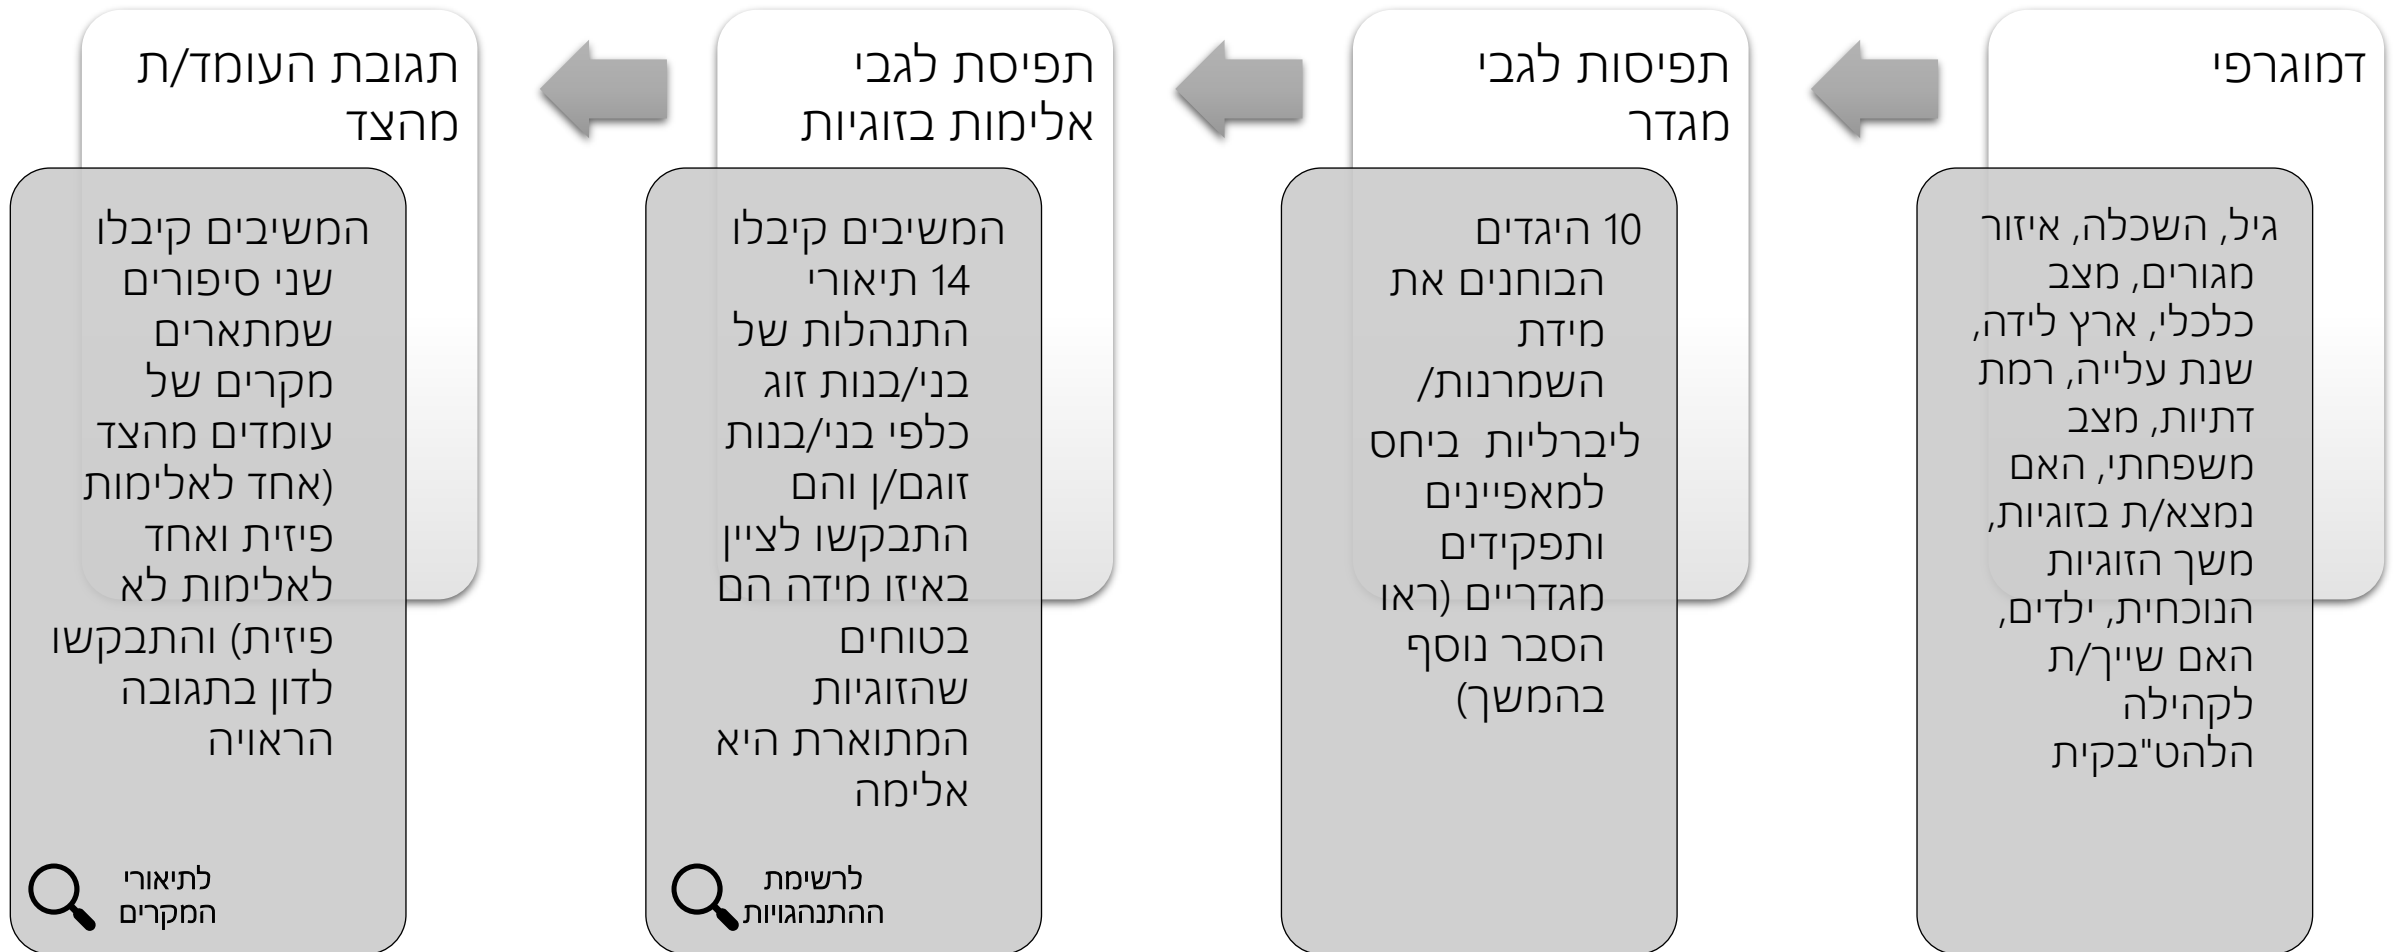 דמוגרפי
גיל, השכלה, איזור
מגורים, מצב
כלכלי, ארץ לידה,
שנת עלייה, רמת
דתיות, מצב
משפחתי, האם
נמצא/ת בזוגיות,
משך הזוגיות
הנוכחית, ילדים,
האם שייך/ת
לקהילה
הלהט"בקית
תפיסות לגבי
מגדר
10 היגדים
הבוחנים את
מידת
השמרנות/
ליברליות ביחס
למאפיינים
ותפקידים
מגדריים (ראו
הסבר נוסף
בהמשך)
תפיסת לגבי
אלימות בזוגיות
המשיבים קיבלו
14 תיאורי
התנהלות של
בני/בנות זוג
כלפי בני/בנות
זוגם/ן והם
התבקשו לציין
באיזו מידה הם
בטוחים
שהזוגיות
המתוארת היא
אלימה
לרשימת
ההתנהגויות
תגובת העומד/ת
מהצד
המשיבים קיבלו
שני סיפורים
שמתארים
מקרים של
עומדים מהצד
(אחד לאלימות
פיזית ואחד
לאלימות לא
פיזית) והתבקשו
לדון בתגובה
הראויה
לתיאורי
המקרים